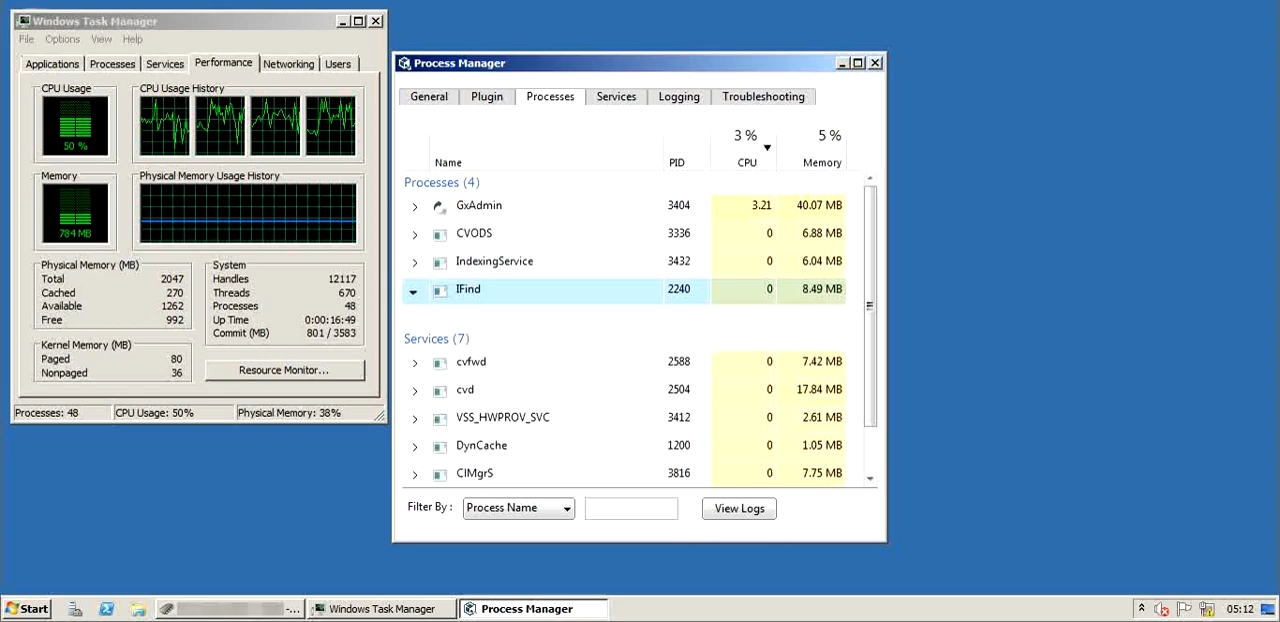 Windows Task Manager
File Options View Help
Applications Processes Services Performance Networking Users
CPU Usage
CPU Usage History
50 %
Memory
Physical Memory Usage History
784 MB
Physical Memory (MB)
Total 2047
Cached 270
Available 1262
Free 992
Kernel Memory (MB)
Paged 80
Nonpaged 36
System
Handles 12117
Threads 670
Processes 48
Up Time 0:00:16:49
Commit (MB) 801 / 3583
Resource Monitor...
Processes: 48 CPU Usage: 50% Physical Memory: 38%
Process Manager
General Plugin Processes Services Logging Troubleshooting
3 % 5 %
Name PID CPU Memory
Processes (4)
GxAdmin 3404 3.21 40.07 MB
CVODS 3336 0 6.88 MB
IndexingService 3432 0 6.04 MB
IFind 2240 0 8.49 MB
Services (7)
cvfwd 2588 0 7.42 MB
cvd 2504 0 17.84 MB
VSS_HWPROV_SVC 3412 0 2.61 MB
DynCache 1200 0 1.05 MB
ClMgrS 3816 0 7.75 MB
Filter By : Process Name View Logs
Start -... Windows Task Manager Process Manager 05:12